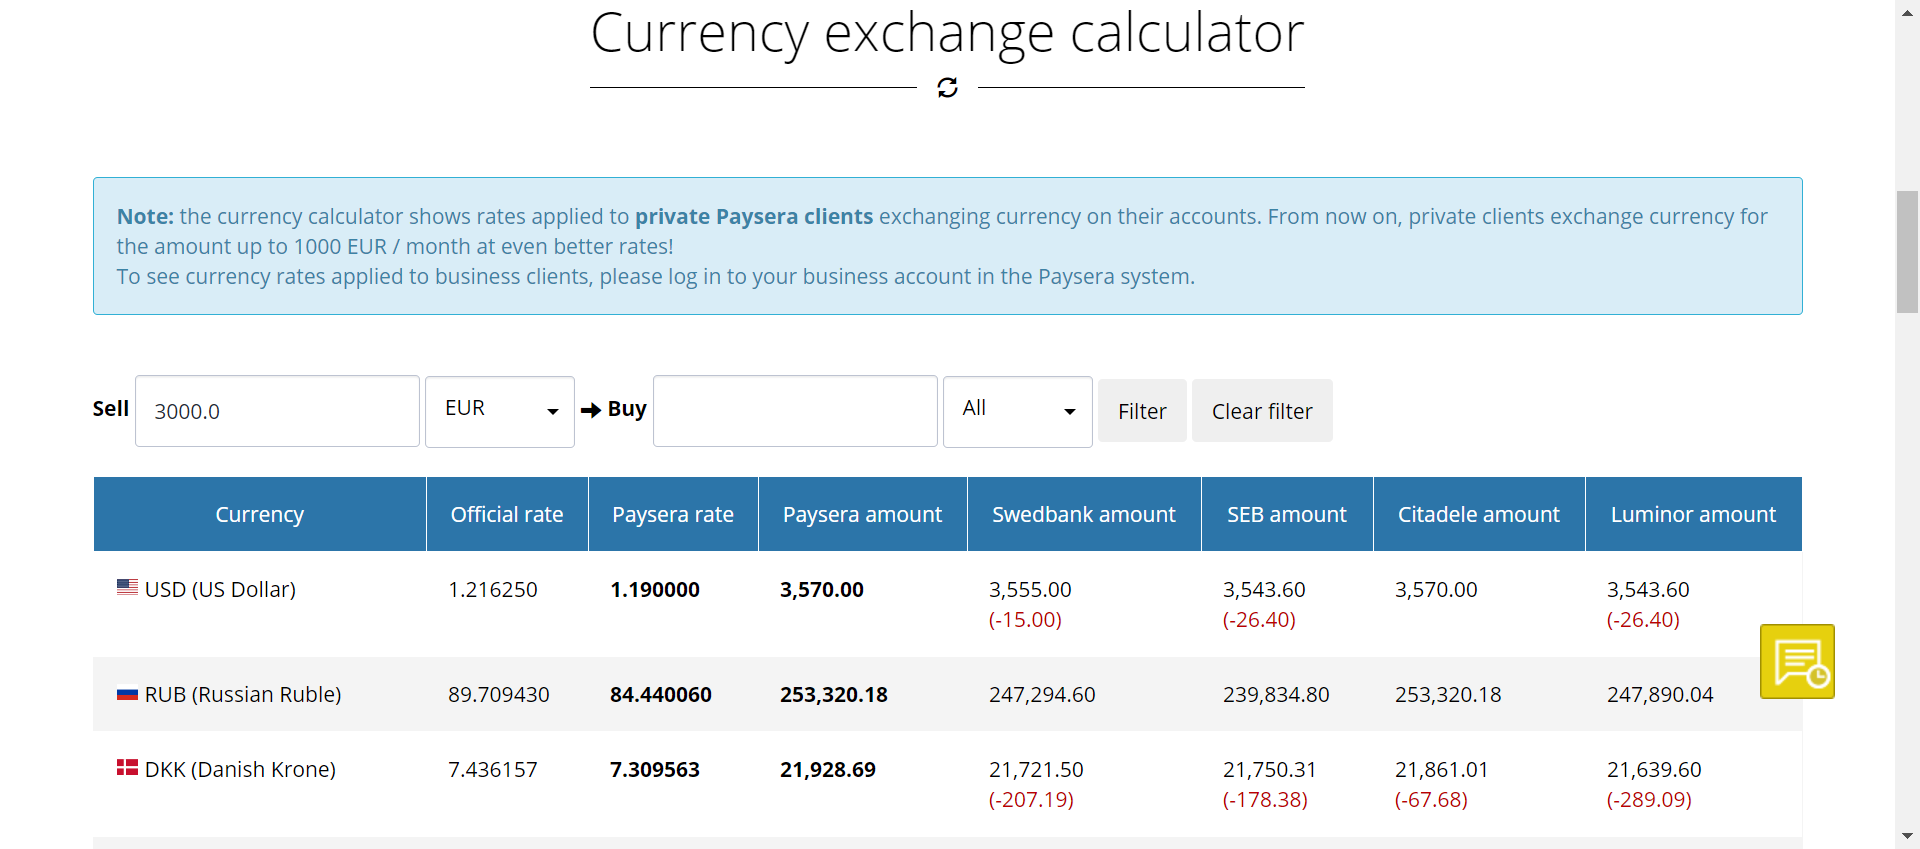 Currency exchange calculator
Note: the currency calculator shows rates applied to private Paysera clients exchanging currency on their accounts. From now on, private clients exchange currency for
the amount up to 1000 EUR / month at even better rates!
To see currency rates applied to business clients, please log in to your business account in the Paysera system.
Sell 3000.0 EUR Buy All Filter Clear filter
Currency Official rate Paysera rate Paysera amount Swedbank amount SEB amount Citadele amount Luminor amount
USD (US Dollar) 1.216250 1.190000 3,570.00 3,555.00 3,543.60 3,570.00 3,543.60
(-15.00) (-26.40) (-26.40)
RUB (Russian Ruble) 89.709430 84.440060 253,320.18 247,294.60 239,834.80 253,320.18 247,890.04
DKK (Danish Krone) 7.436157 7.309563 21,928.69 21,721.50 21,750.31 21,861.01 21,639.60
(-207.19) (-178.38) (-67.68) (-289.09)